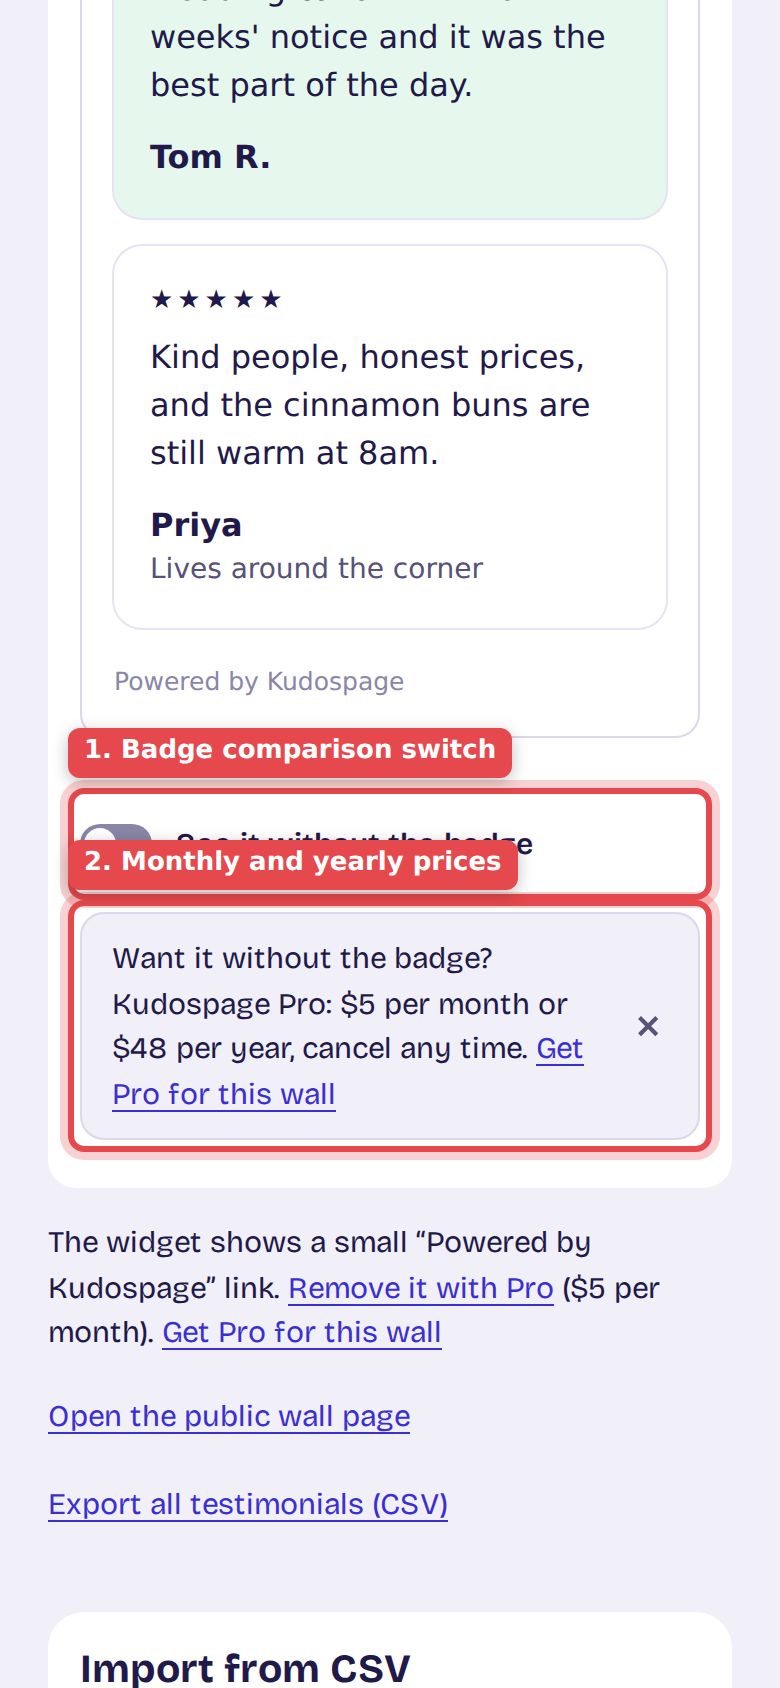 weeks' notice and it was the
best part of the day.
Tom R.
★★★★★
Kind people, honest prices,
and the cinnamon buns are
still warm at 8am.
Priya
Lives around the corner
Powered by Kudospage
1. Badge comparison switch
See it without the badge
2. Monthly and yearly prices
Want it without the badge?
Kudospage Pro: $5 per month or
$48 per year, cancel any time. Get
Pro for this wall
×
The widget shows a small “Powered by
Kudospage” link. Remove it with Pro ($5 per
month). Get Pro for this wall
Open the public wall page
Export all testimonials (CSV)
Import from CSV